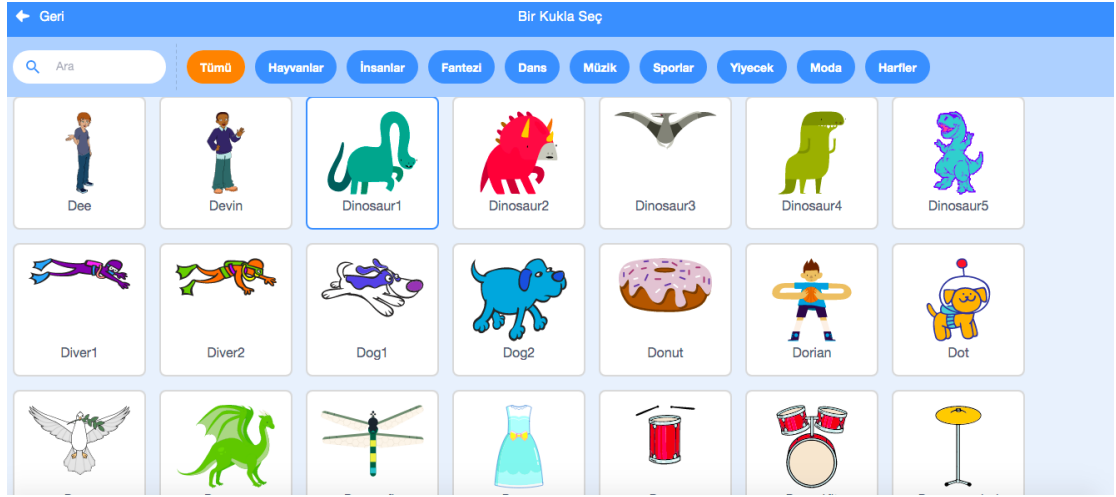 Geri
Bir Kukla Seç
Ara
Tümü Hayvanlar İnsanlar Fantezi Dans Müzik Sporlar Yiyecek Moda Harfler
Dee Devin Dinosaur1 Dinosaur2 Dinosaur3 Dinosaur4 Dinosaur5
Diver1 Diver2 Dog1 Dog2 Donut Dorian Dot